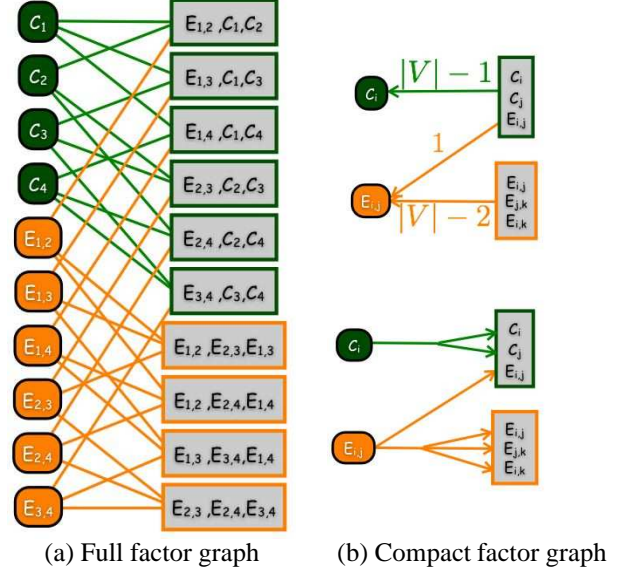 C₁
C₂
C₃
C₄
E₁,₂
E₁,₃
E₁,₄
E₂,₃
E₂,₄
E₃,₄
E₁,₂ ,C₁,C₂
E₁,₃ ,C₁,C₃
E₁,₄ ,C₁,C₄
E₂,₃ ,C₂,C₃
E₂,₄ ,C₂,C₄
E₃,₄ ,C₃,C₄
E₁,₂ ,E₂,₃,E₁,₃
E₁,₂ ,E₂,₄,E₁,₄
E₁,₃ ,E₃,₄,E₁,₄
E₂,₃ ,E₂,₄,E₃,₄
(a) Full factor graph
Cᵢ
|V| − 1
Cᵢ
Cⱼ
Eᵢ,ⱼ
1
Eᵢ,ⱼ
|V| − 2
Eᵢ,ⱼ
Eⱼ,ₖ
Eᵢ,ₖ
Cᵢ
Cᵢ
Cⱼ
Eᵢ,ⱼ
Eᵢ,ⱼ
Eᵢ,ⱼ
Eⱼ,ₖ
Eᵢ,ₖ
(b) Compact factor graph